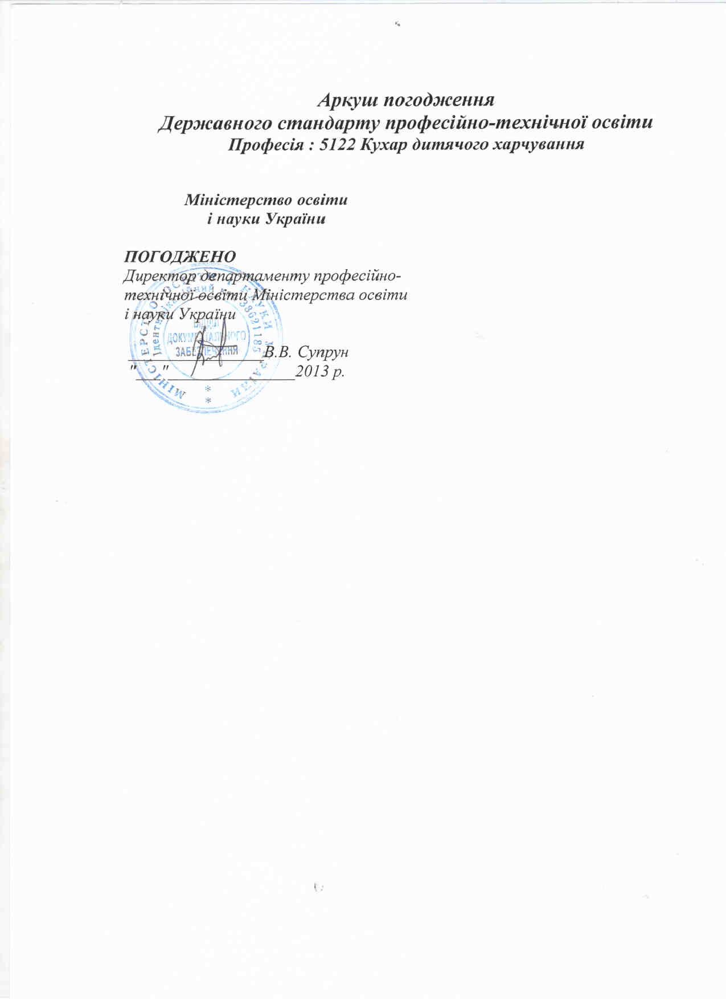 Аркуш погодження
Державного стандарту професійно-технічної освіти
Професія : 5122 Кухар дитячого харчування
Міністерство освіти
і науки України
ПОГОДЖЕНО
Директор департаменту професійно-
технічної освіти Міністерства освіти
і науки України
____________________В.В. Супрун
"___"___________________2013 р.
МІНІСТЕРСТВО ОСВІТИ І НАУКИ УКРАЇНИ
Ідентифікаційний код 38621185
ВІДДІЛ
ДОКУМЕНТАЛЬНОГО
ЗАБЕЗПЕЧЕННЯ
* *